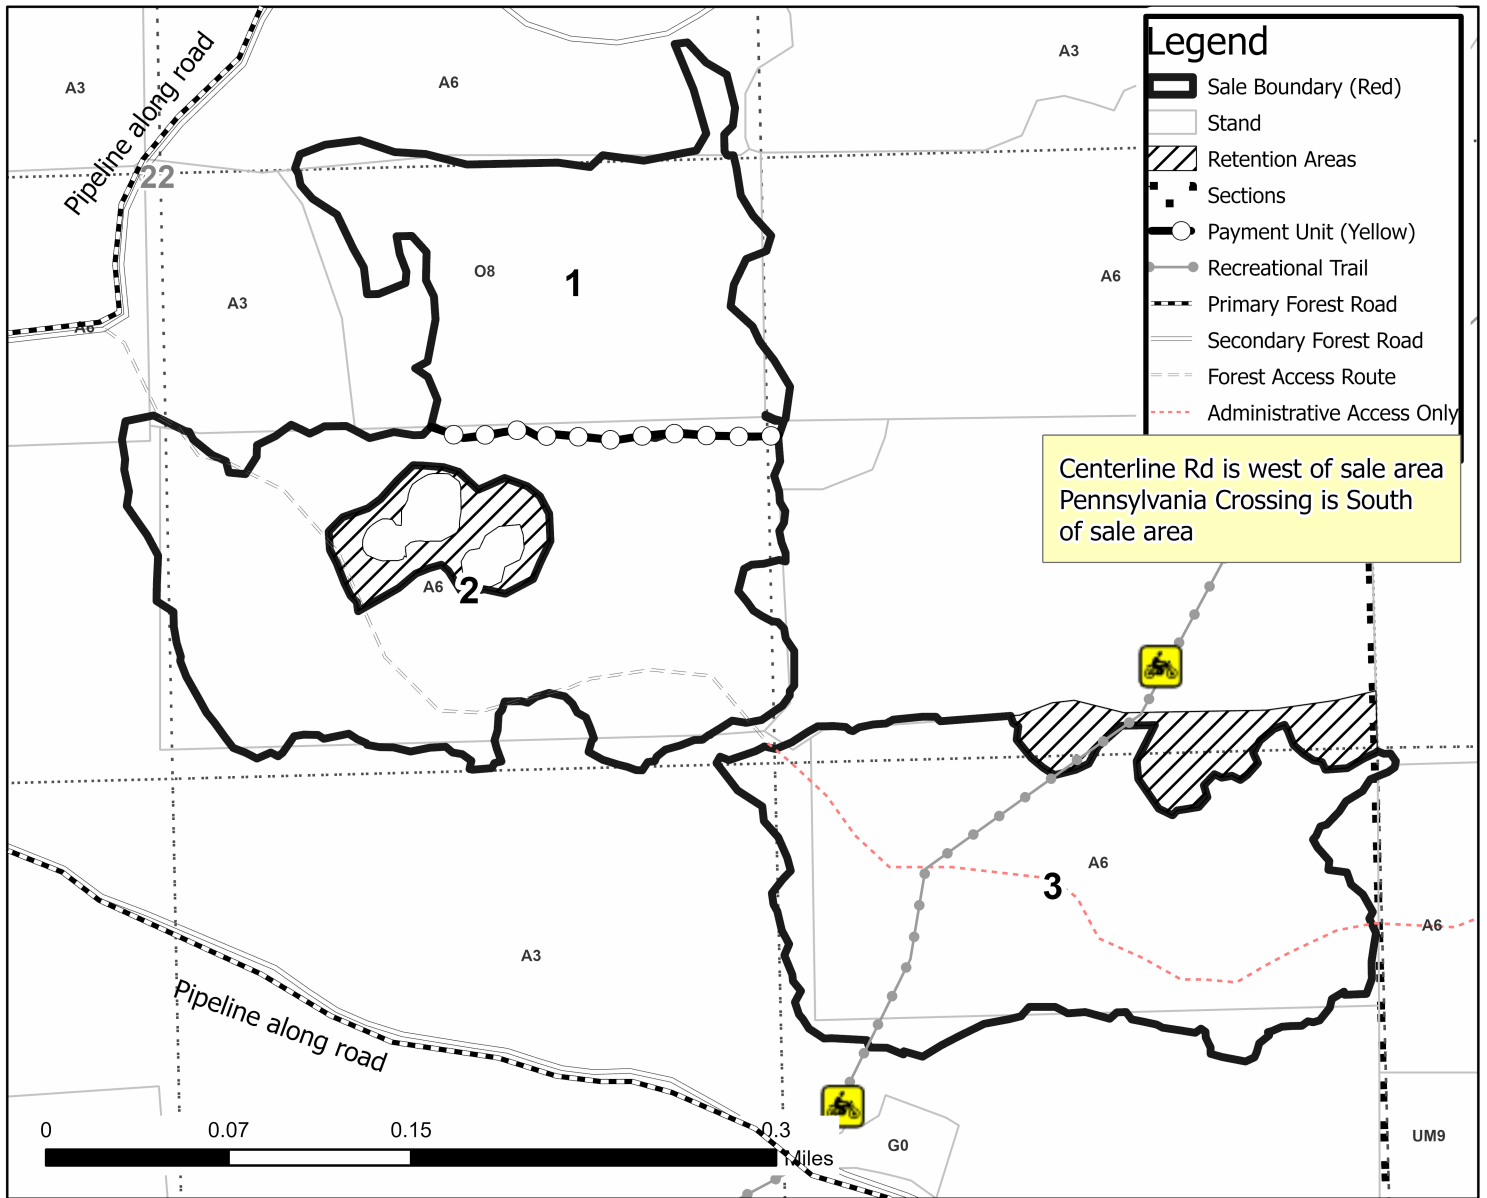 Legend
Sale Boundary (Red)
Stand
Retention Areas
Sections
Payment Unit (Yellow)
Recreational Trail
Primary Forest Road
Secondary Forest Road
Forest Access Route
Administrative Access Only
Centerline Rd is west of sale area
Pennsylvania Crossing is South
of sale area
A3
A6
A3
Pipeline along road
22
O8
1
A6
A3
A6
A6
2
A6
3
A6
A3
Pipeline along road
G0
UM9
0 0.07 0.15 0.3
Miles